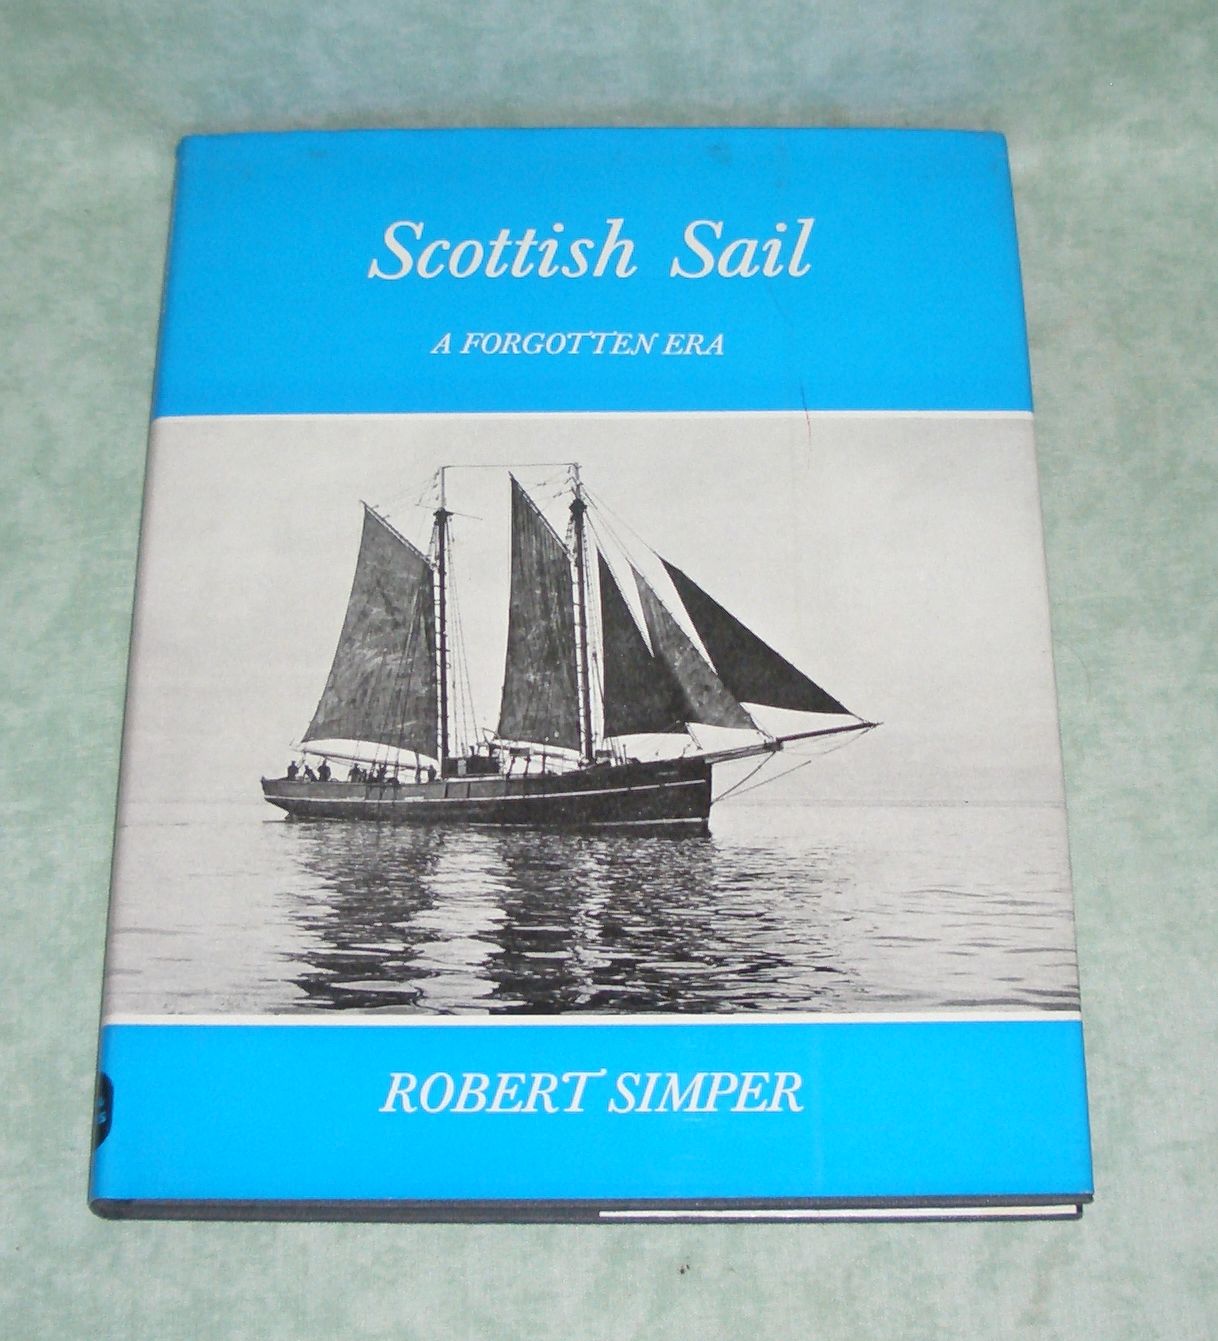 Scottish Sail
A FORGOTTEN ERA
ROBERT SIMPER